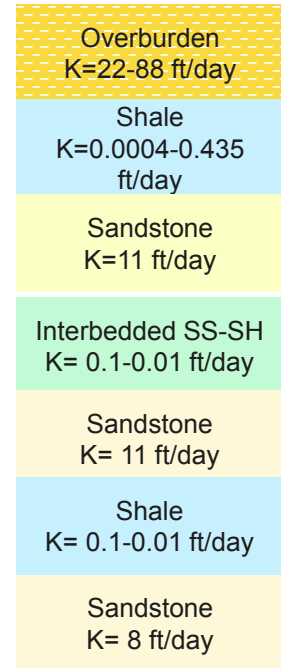 Overburden
K=22-88 ft/day
Shale
K=0.0004-0.435
ft/day
Sandstone
K=11 ft/day
Interbedded SS-SH
K= 0.1-0.01 ft/day
Sandstone
K= 11 ft/day
Shale
K= 0.1-0.01 ft/day
Sandstone
K= 8 ft/day